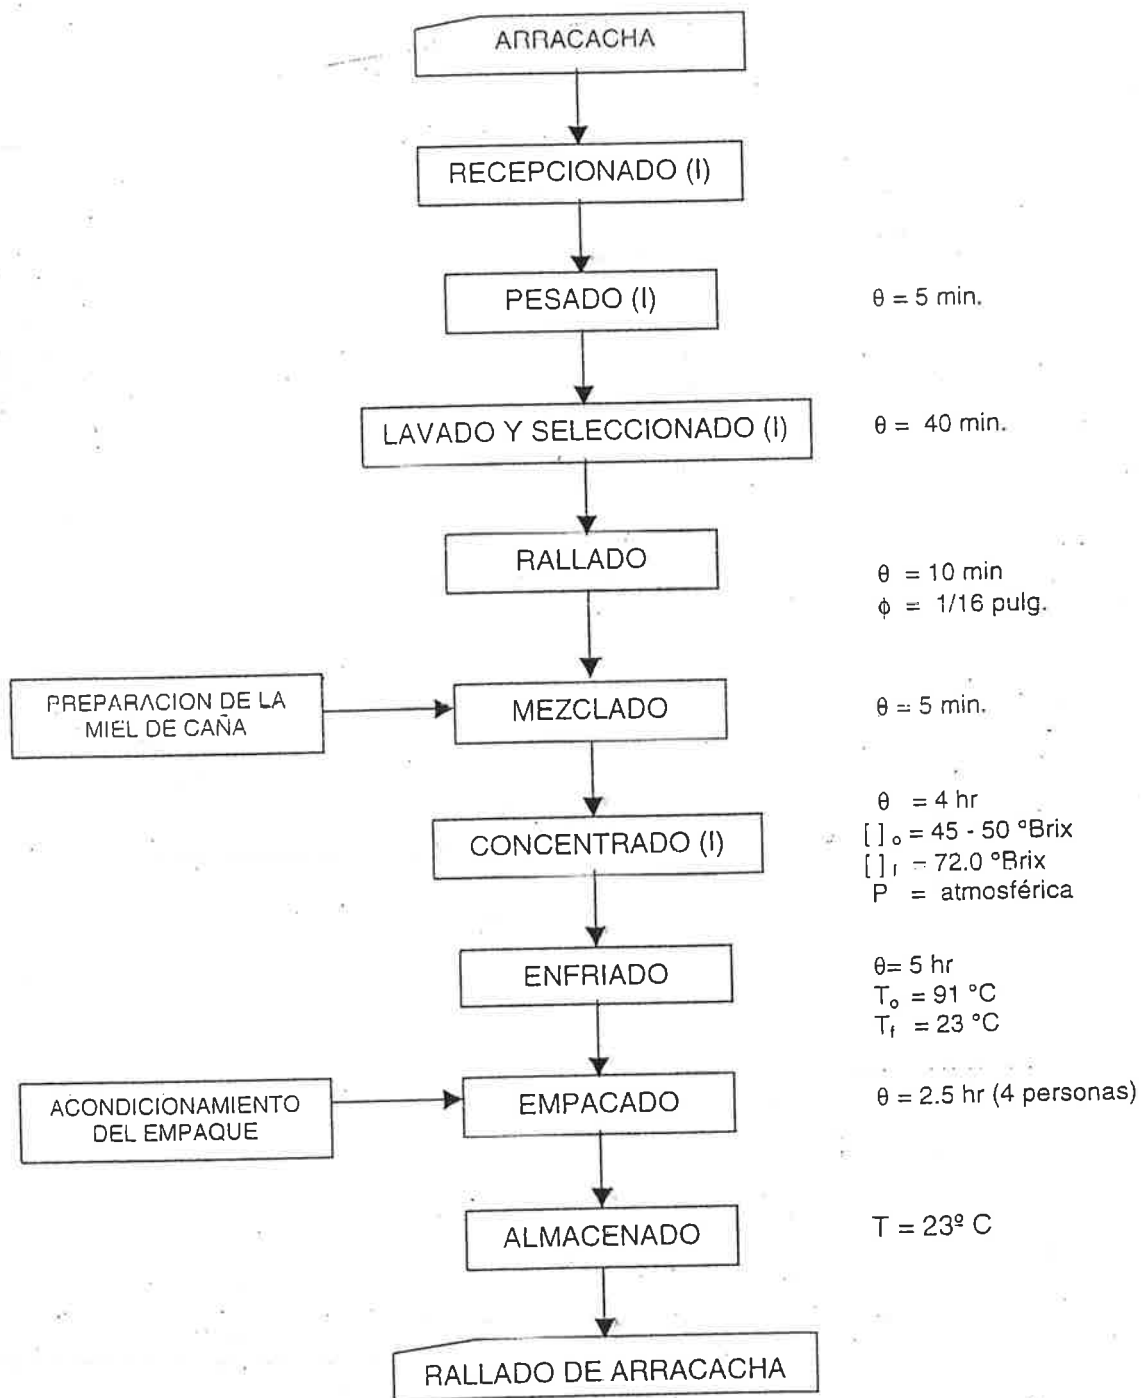 ARRACACHA
RECEPCIONADO (I)
PESADO (I)
θ = 5 min.
LAVADO Y SELECCIONADO (I)
θ = 40 min.
RALLADO
θ = 10 min
ϕ = 1/16 pulg.
PREPARACION DE LA
MIEL DE CAÑA
MEZCLADO
θ = 5 min.
CONCENTRADO (I)
θ = 4 hr
[ ]o = 45 - 50 ºBrix
[ ]f = 72.0 ºBrix
P = atmosférica
ENFRIADO
θ= 5 hr
To = 91 °C
Tf = 23 °C
ACONDICIONAMIENTO
DEL EMPAQUE
EMPACADO
θ = 2.5 hr (4 personas)
ALMACENADO
T = 23º C
RALLADO DE ARRACACHA